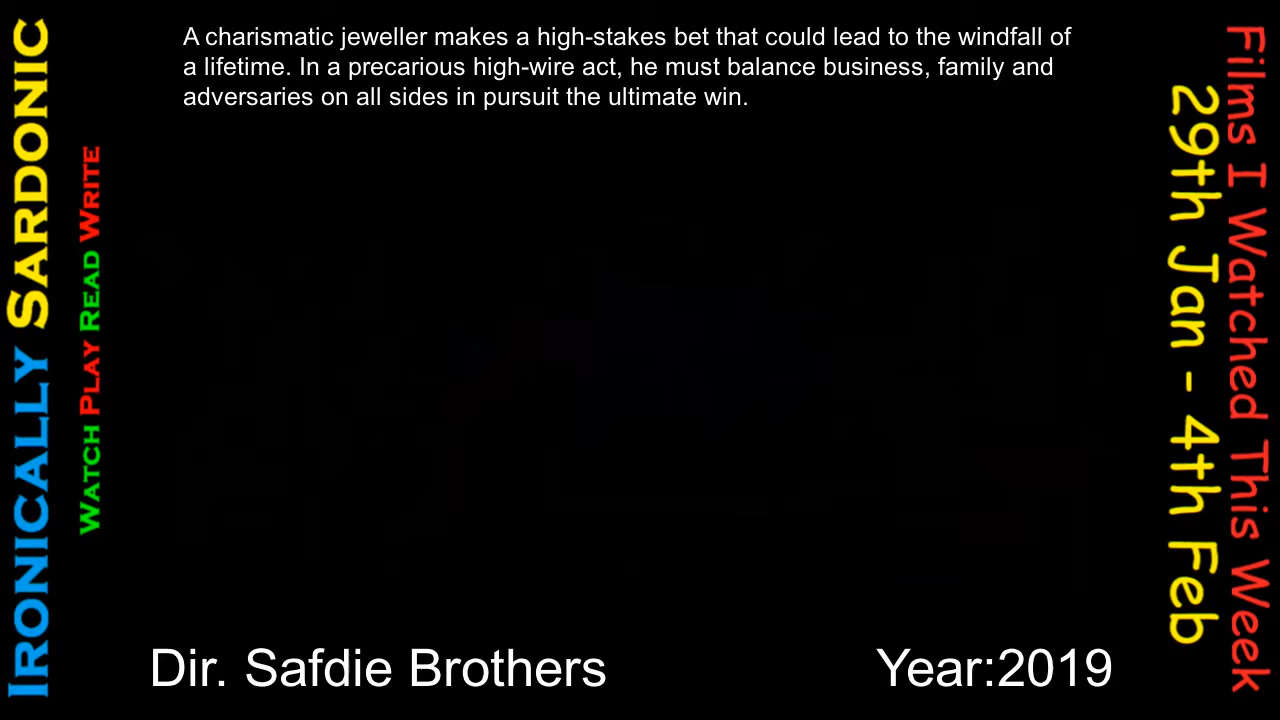 IRONICALLY SARDONIC
WATCH PLAY READ WRITE
A charismatic jeweller makes a high-stakes bet that could lead to the windfall of
a lifetime. In a precarious high-wire act, he must balance business, family and
adversaries on all sides in pursuit the ultimate win.
Dir. Safdie Brothers
Year:2019
Films I Watched This Week
29th Jan - 4th Feb